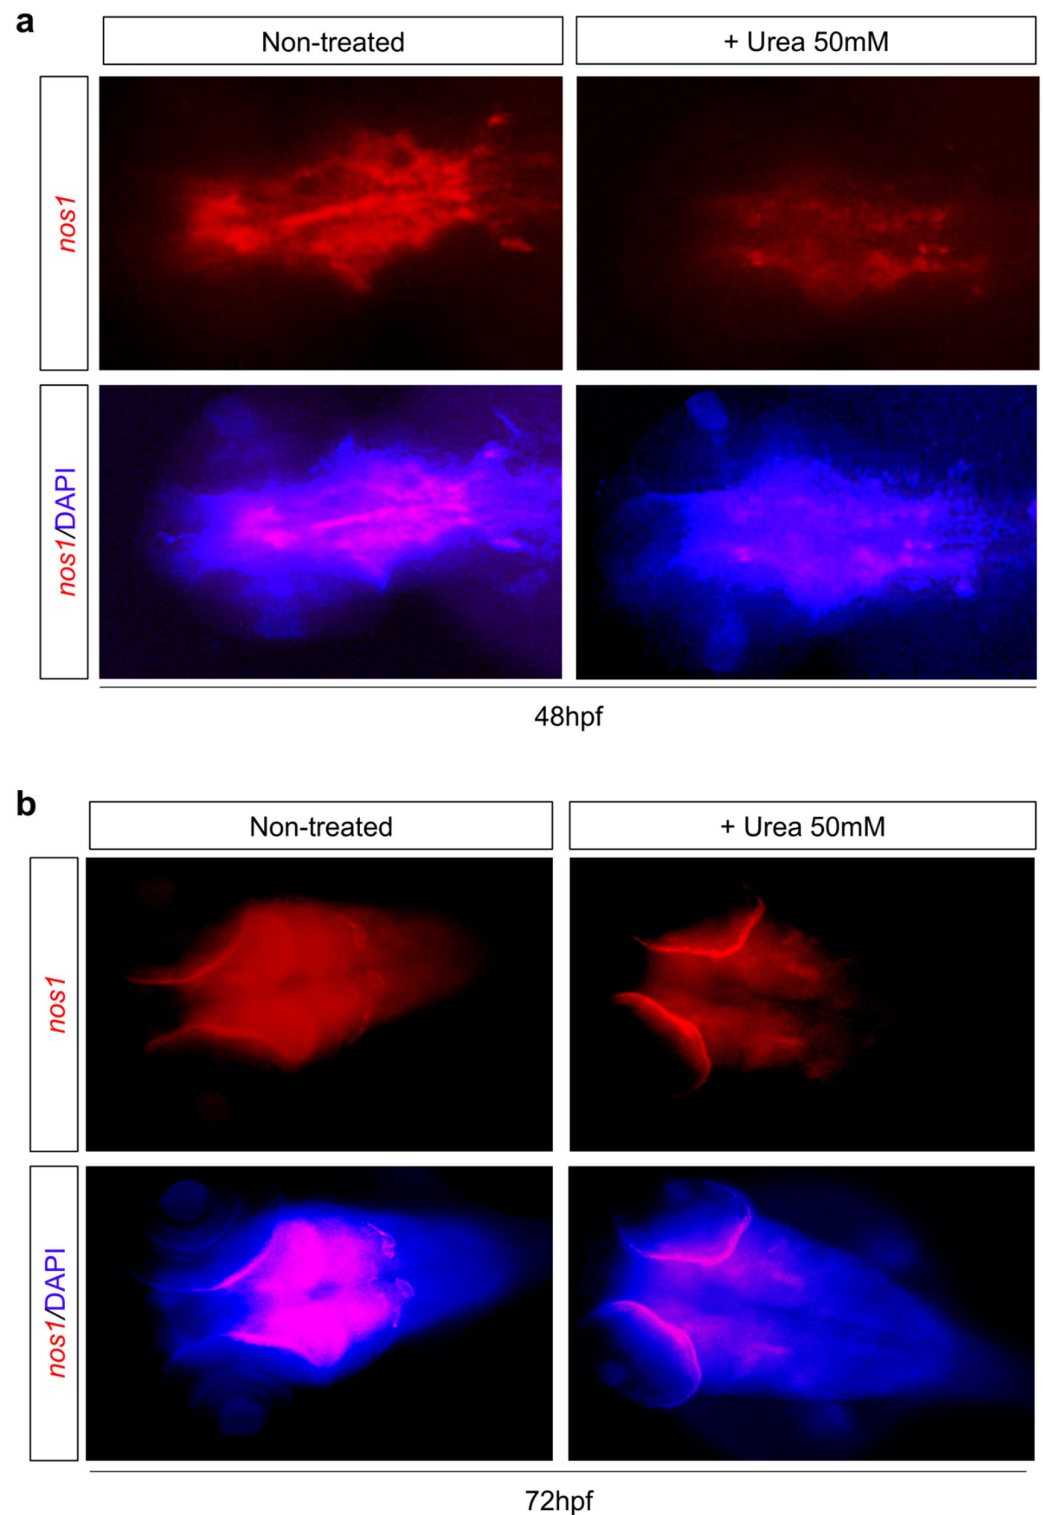 a
Non-treated
+ Urea 50mM
nos1
nos1/DAPI
48hpf
b
Non-treated
+ Urea 50mM
nos1
nos1/DAPI
72hpf